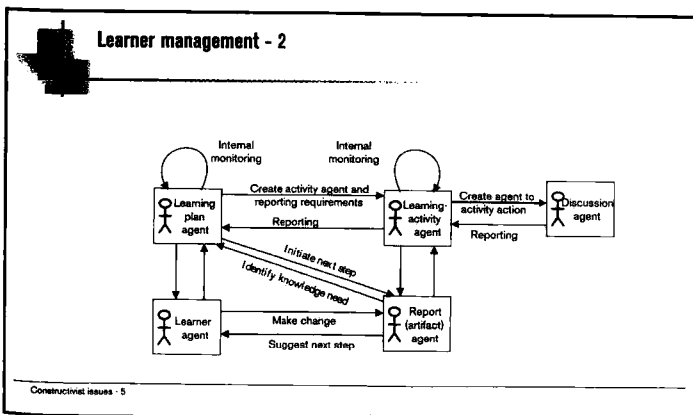 Learner management - 2
Internal
monitoring
Internal
monitoring
Learning
plan
agent
Create activity agent and
reporting requirements
Reporting
Learning-
activity
agent
Create agent to
activity action
Reporting
Discussion
agent
Initiate next step
Identify knowledge need
Learner
agent
Make change
Suggest next step
Report
(artifact)
agent
Constructivist issues - 5